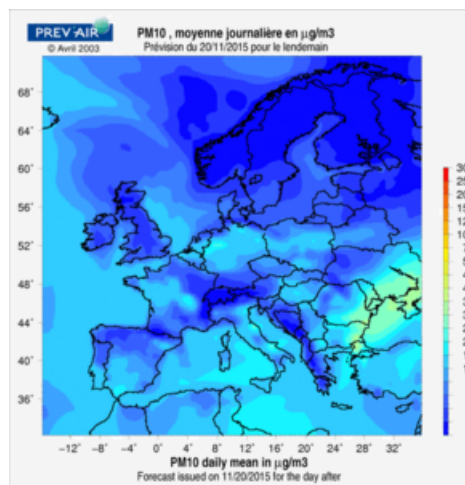 PREV'AIR
© Avril 2003
PM10 , moyenne journalière en µg/m3
Prévision du 20/11/2015 pour le lendemain
68°
64°
60°
56°
52°
48°
44°
40°
36°
−12° −8° −4° 0° 4° 8° 12° 16° 20° 24° 28° 32°
PM10 daily mean in µg/m3
Forecast issued on 11/20/2015 for the day after